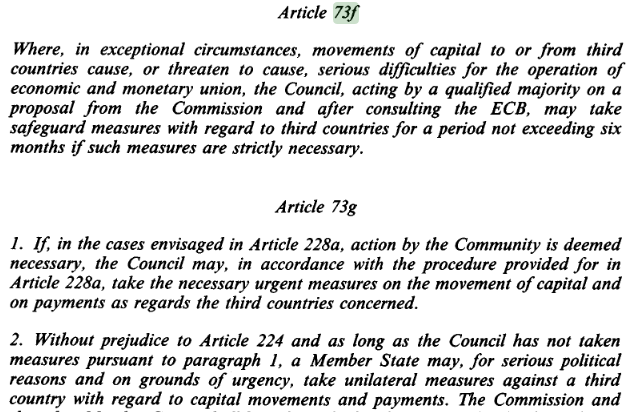 Article 73f
Where, in exceptional circumstances, movements of capital to or from third
countries cause, or threaten to cause, serious difficulties for the operation of
economic and monetary union, the Council, acting by a qualified majority on a
proposal from the Commission and after consulting the ECB, may take
safeguard measures with regard to third countries for a period not exceeding six
months if such measures are strictly necessary.
Article 73g
1. If, in the cases envisaged in Article 228a, action by the Community is deemed
necessary, the Council may, in accordance with the procedure provided for in
Article 228a, take the necessary urgent measures on the movement of capital and
on payments as regards the third countries concerned.
2. Without prejudice to Article 224 and as long as the Council has not taken
measures pursuant to paragraph 1, a Member State may, for serious political
reasons and on grounds of urgency, take unilateral measures against a third
country with regard to capital movements and payments. The Commission and